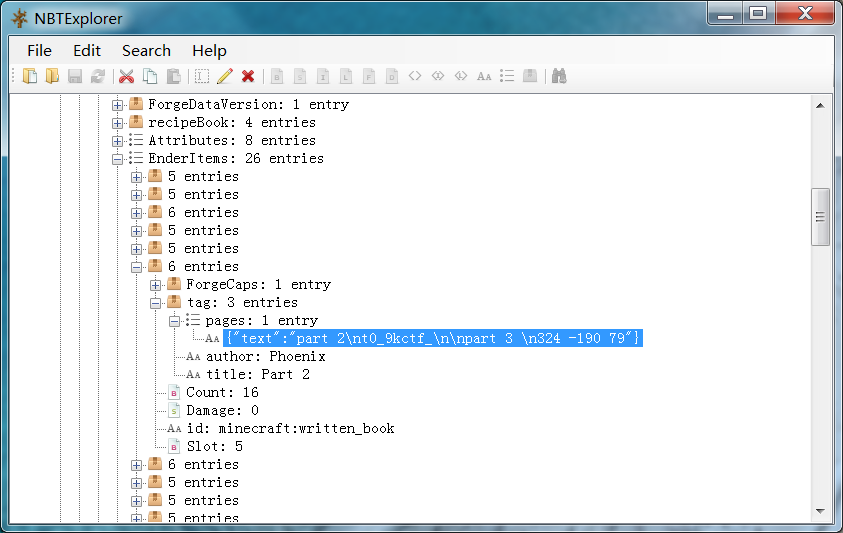 NBTExplorer
File Edit Search Help
ForgeDataVersion: 1 entry
recipeBook: 4 entries
Attributes: 8 entries
EnderItems: 26 entries
5 entries
5 entries
6 entries
5 entries
5 entries
6 entries
ForgeCaps: 1 entry
tag: 3 entries
pages: 1 entry
{"text":"part 2\nt0_9kctf_\n\npart 3 \n324 -190 79"}
author: Phoenix
title: Part 2
Count: 16
Damage: 0
id: minecraft:written_book
Slot: 5
6 entries
5 entries
5 entries
5 entries